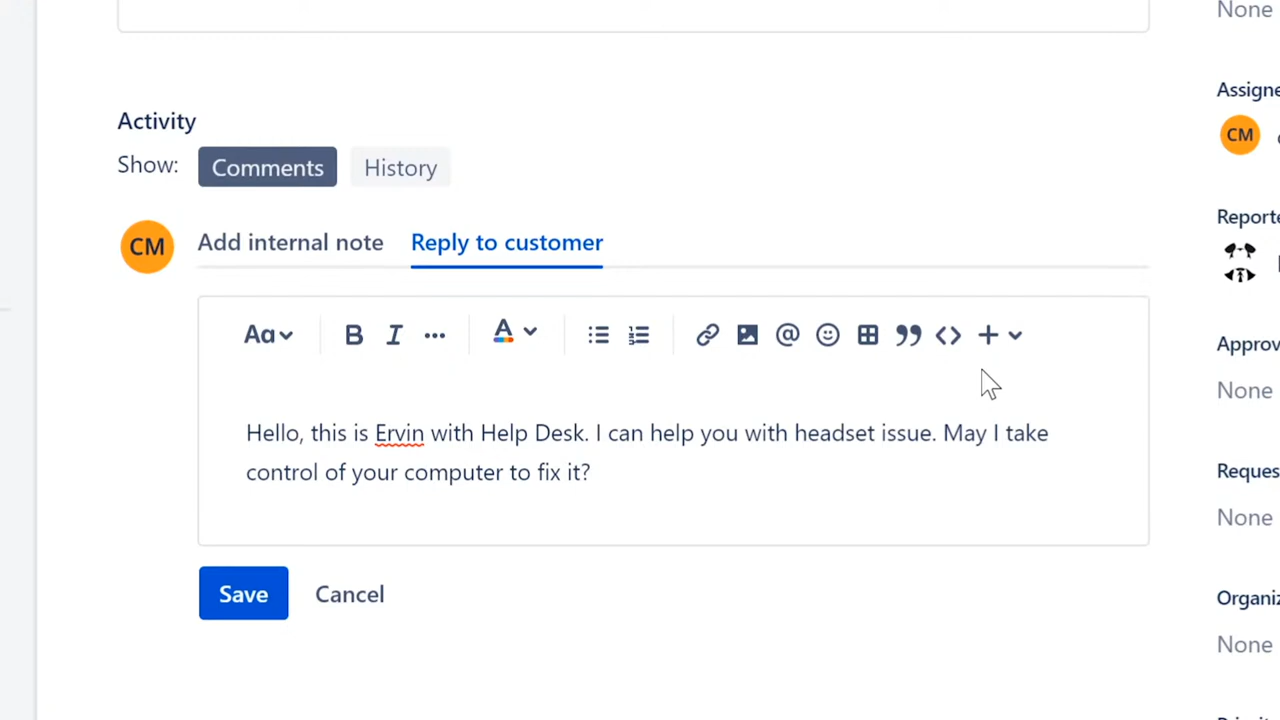 None
Assigne
CM
Activity
Show: Comments History
Reporte
CM Add internal note Reply to customer
Aa B I A
Approv
None
Hello, this is Ervin with Help Desk. I can help you with headset issue. May I take
control of your computer to fix it?
Reques
None
Save Cancel
Organiz
None